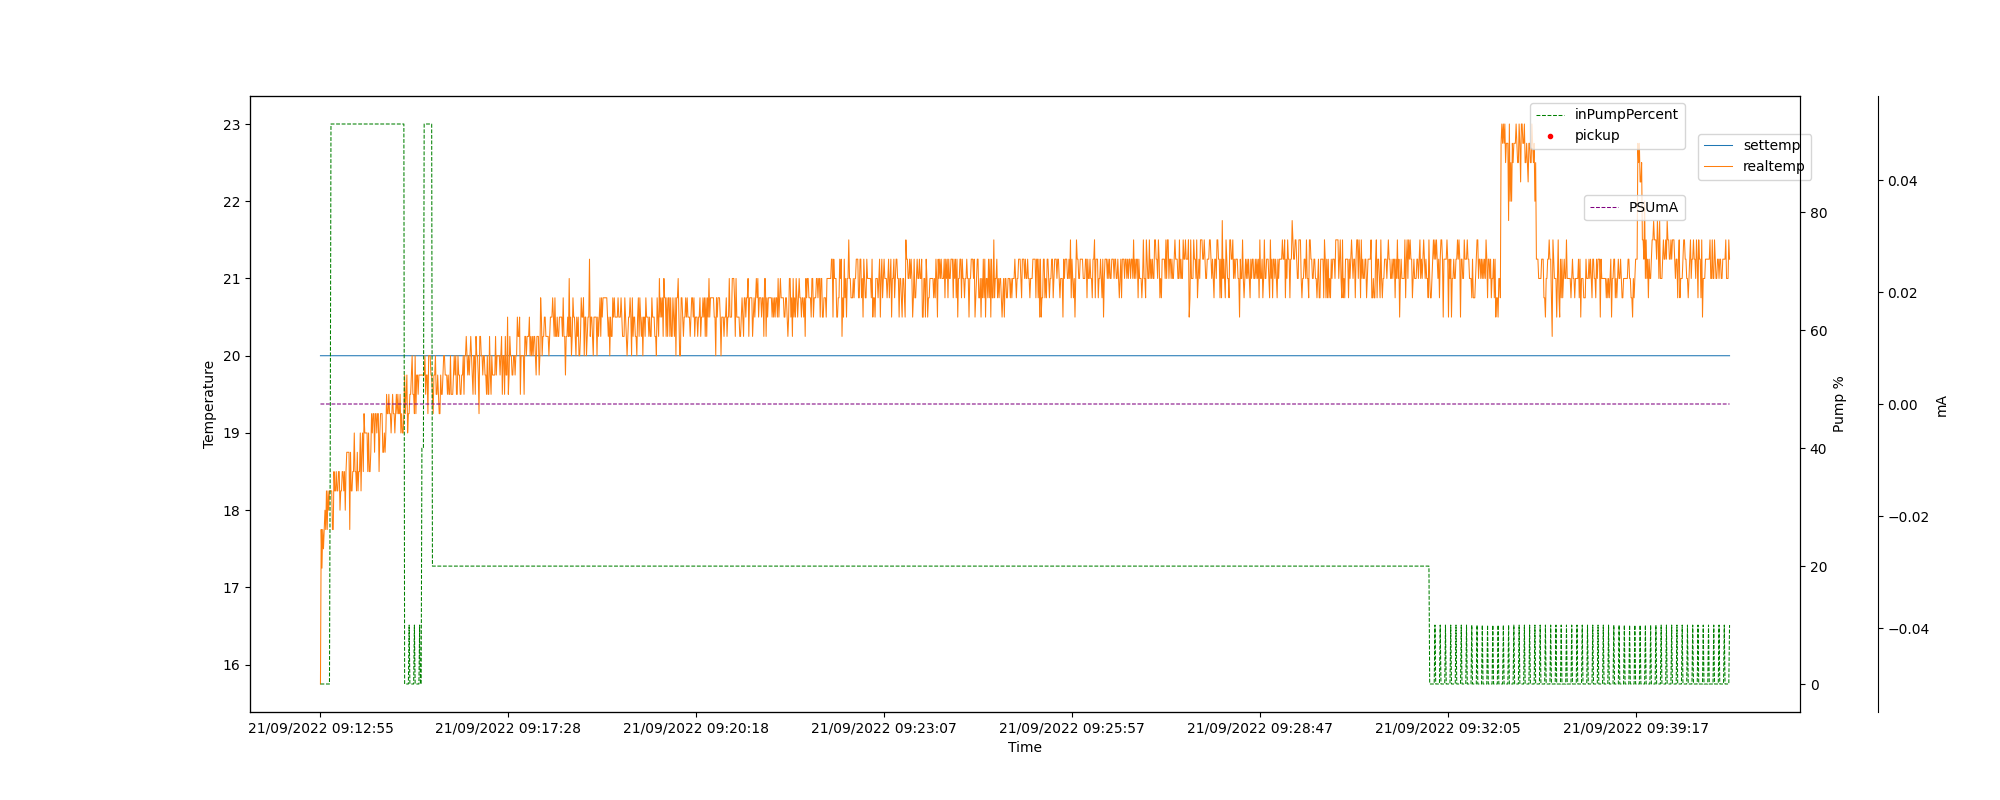 inPumpPercent
pickup
settemp
realtemp
PSUmA
23
22
21
20
19
18
17
16
Temperature
80
60
40
20
0
Pump %
0.04
0.02
0.00
−0.02
−0.04
mA
21/09/2022 09:12:55
21/09/2022 09:17:28
21/09/2022 09:20:18
21/09/2022 09:23:07
21/09/2022 09:25:57
21/09/2022 09:28:47
21/09/2022 09:32:05
21/09/2022 09:39:17
Time